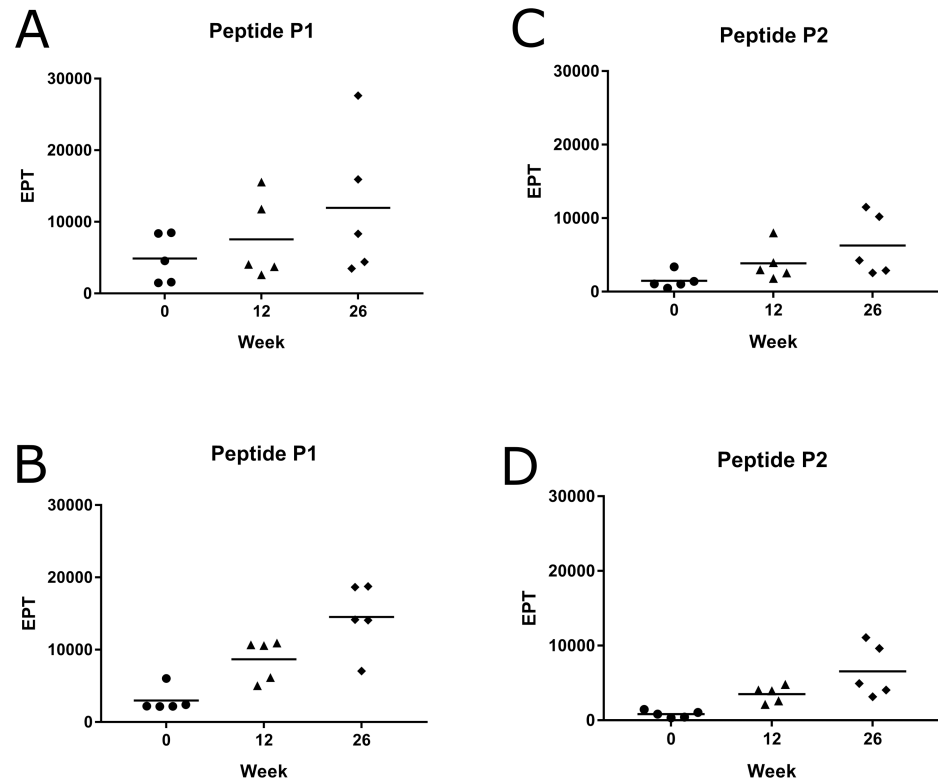 A
Peptide P1
30000
20000
10000
0
EPT
0 12 26
Week
C
Peptide P2
30000
20000
10000
0
EPT
0 12 26
Week
B
Peptide P1
30000
20000
10000
0
EPT
0 12 26
Week
D
Peptide P2
30000
20000
10000
0
EPT
0 12 26
Week